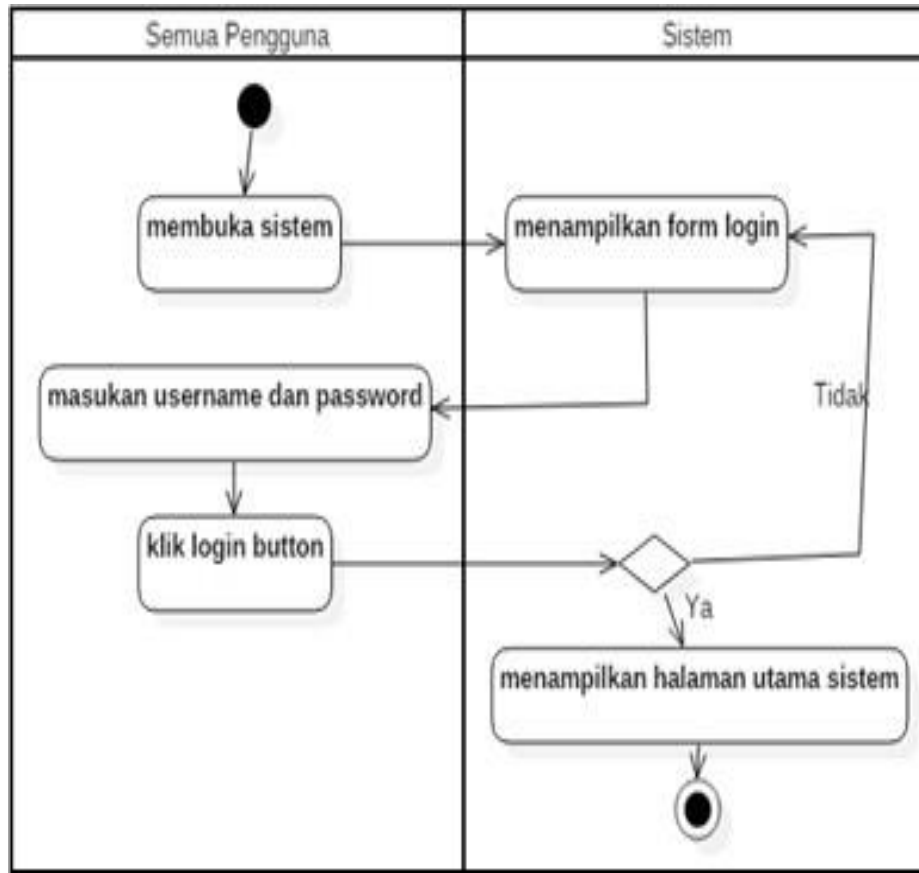 Semua Pengguna
Sistem
membuka sistem
menampilkan form login
masukan username dan password
Tidak
klik login button
Ya
menampilkan halaman utama sistem